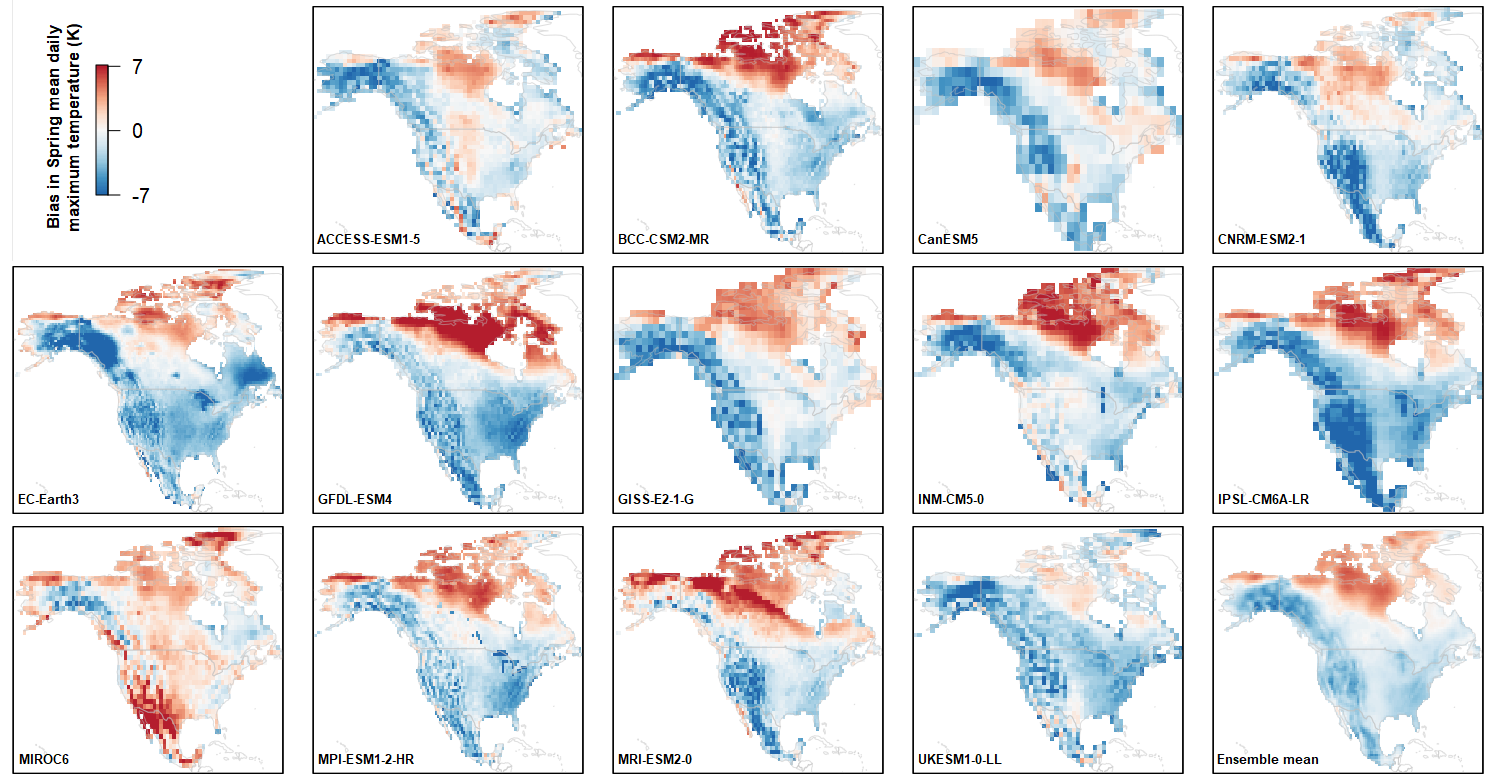 Bias in Spring mean daily
maximum temperature (K)
7
0
-7
ACCESS-ESM1-5
BCC-CSM2-MR
CanESM5
CNRM-ESM2-1
EC-Earth3
GFDL-ESM4
GISS-E2-1-G
INM-CM5-0
IPSL-CM6A-LR
MIROC6
MPI-ESM1-2-HR
MRI-ESM2-0
UKESM1-0-LL
Ensemble mean